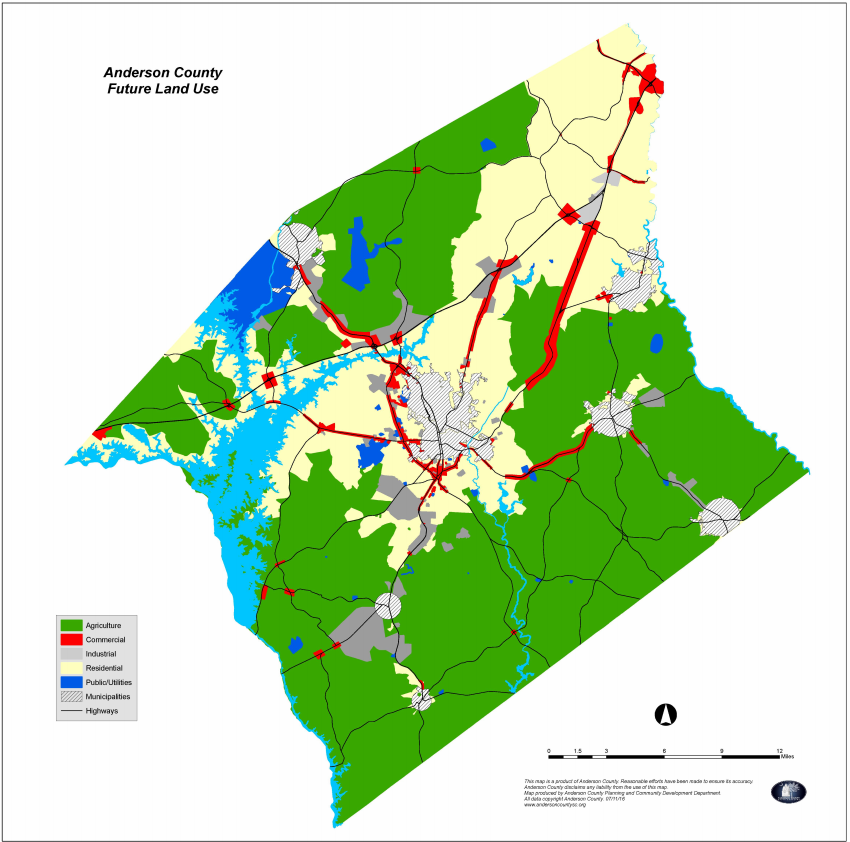 Anderson County
Future Land Use
Agriculture
Commercial
Industrial
Residential
Public/Utilities
Municipalities
Highways
0 1.5 3 6 9 12
Miles
This map is a product of Anderson County. Reasonable efforts have been made to ensure its accuracy.
Anderson County disclaims any liability from the use of this map.
Map produced by Anderson County Planning and Community Development Department.
All data copyright Anderson County. 07/11/16
www.andersoncountysc.org